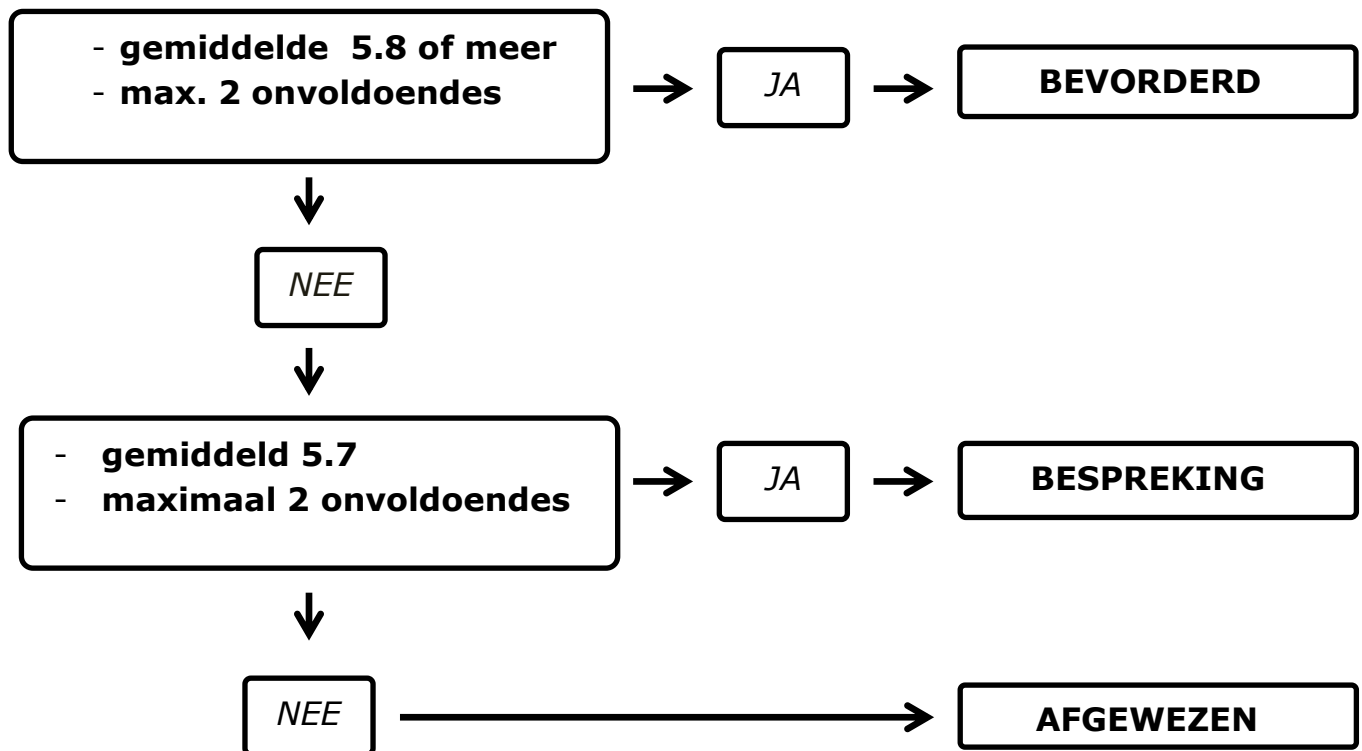 - gemiddelde 5.8 of meer
- max. 2 onvoldoendes
JA
BEVORDERD
NEE
- gemiddeld 5.7
- maximaal 2 onvoldoendes
JA
BESPREKING
NEE
AFGEWEZEN